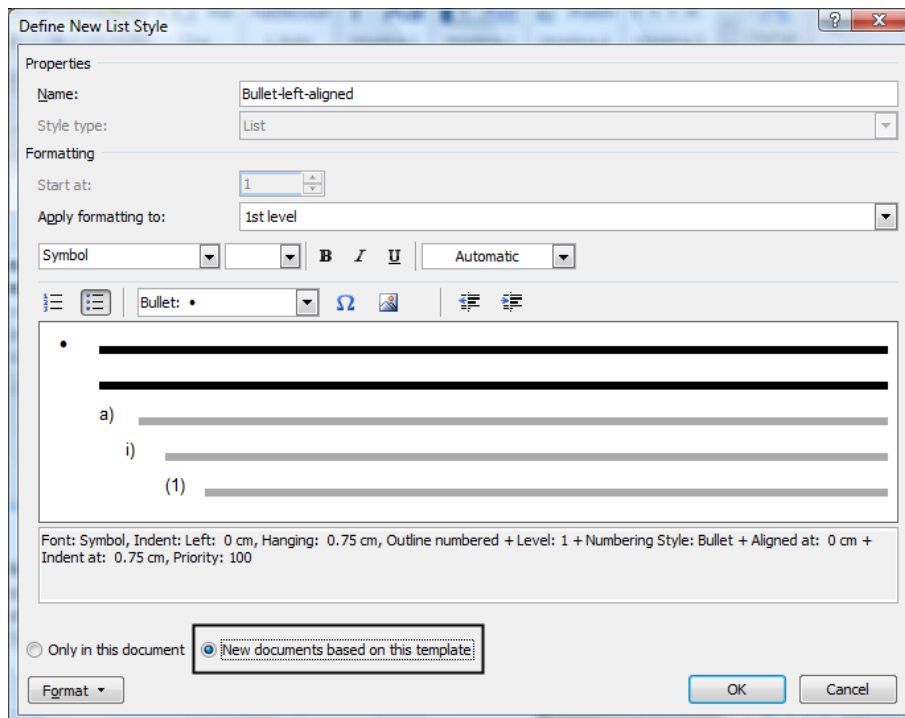 Define New List Style
?
X
Properties
Name: Bullet-left-aligned
Style type: List
Formatting
Start at: 1
Apply formatting to: 1st level
Symbol B I U Automatic
Bullet: • Ω
•
a)
i)
(1)
Font: Symbol, Indent: Left: 0 cm, Hanging: 0.75 cm, Outline numbered + Level: 1 + Numbering Style: Bullet + Aligned at: 0 cm +
Indent at: 0.75 cm, Priority: 100
Only in this document New documents based on this template
Format OK Cancel